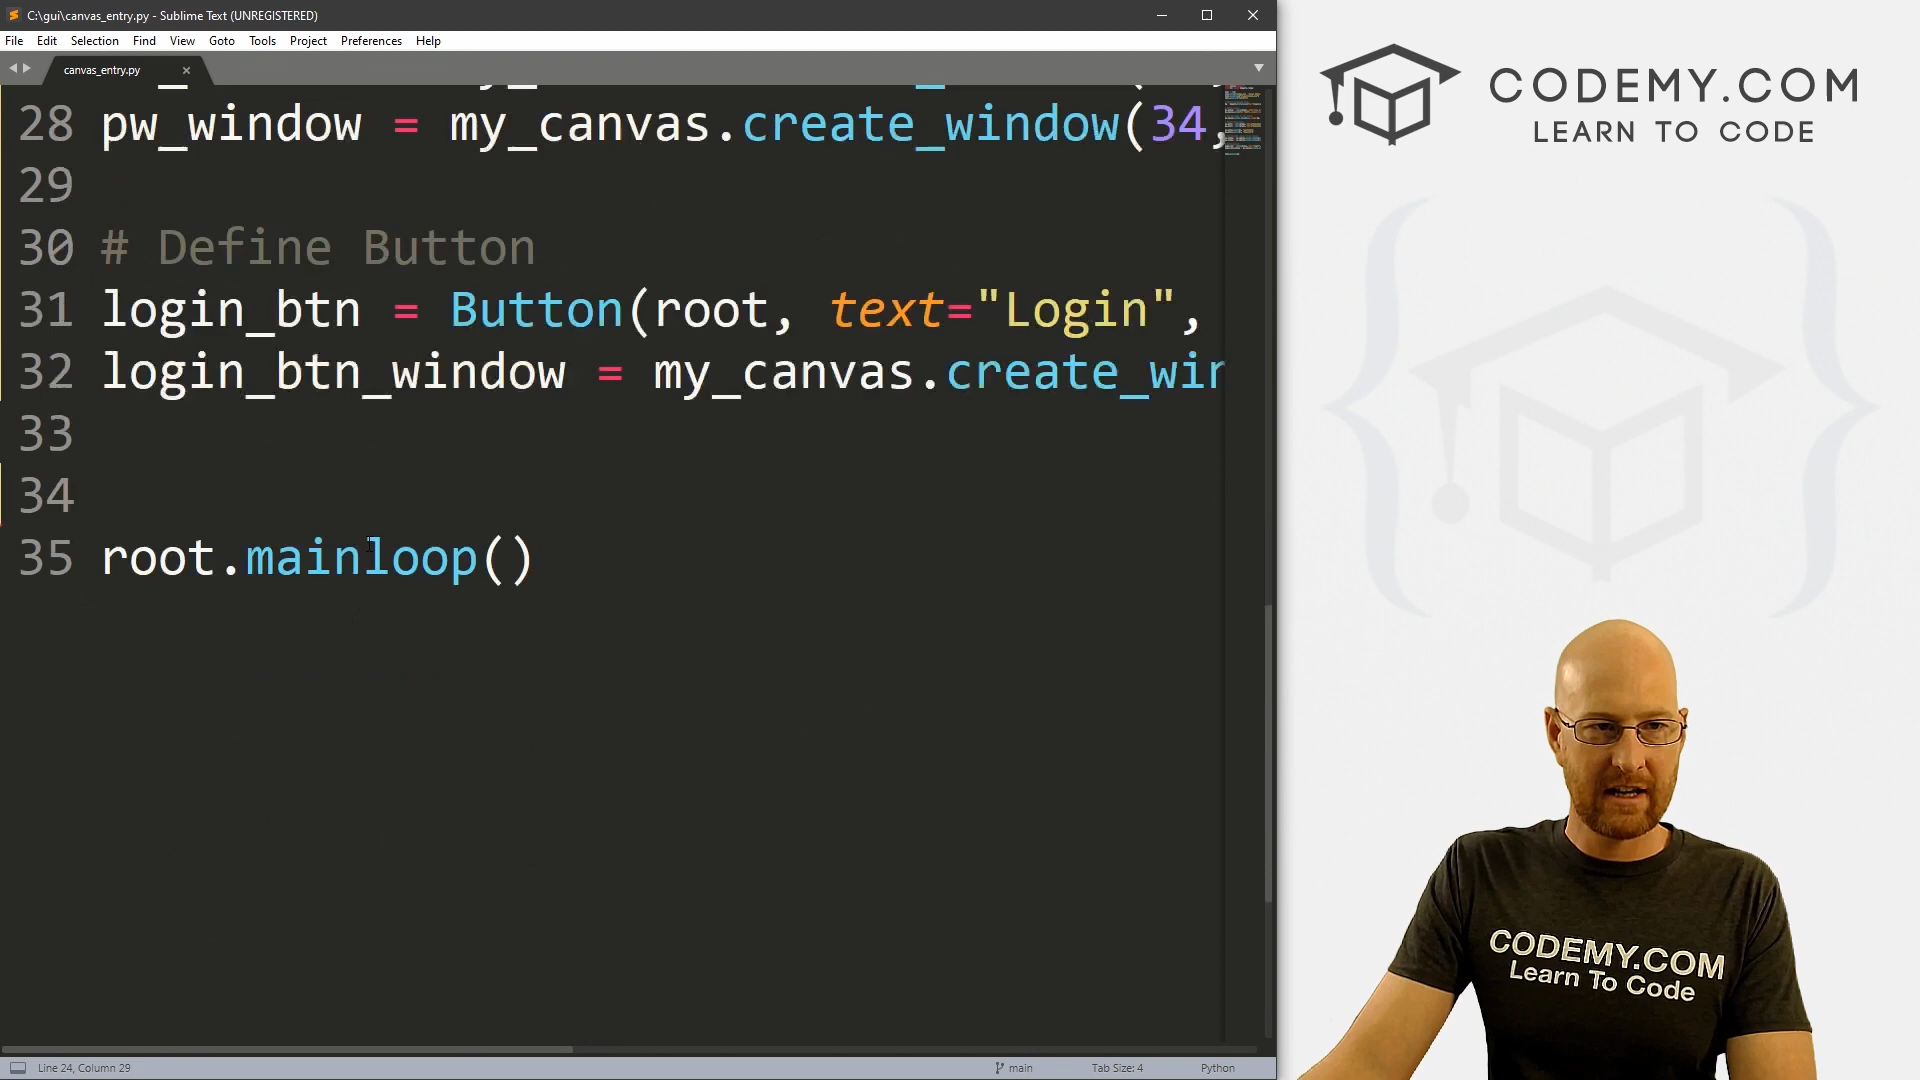 C:\gui\canvas_entry.py - Sublime Text (UNREGISTERED)
File Edit Selection Find View Goto Tools Project Preferences Help
canvas_entry.py
28 pw_window = my_canvas.create_window(34,
29
30 # Define Button
31 login_btn = Button(root, text="Login",
32 login_btn_window = my_canvas.create_win
33
34
35 root.mainloop()
Line 24, Column 29
main
Tab Size: 4
Python
CODEMY.COM
LEARN TO CODE
CODEMY.COM
Learn To Code